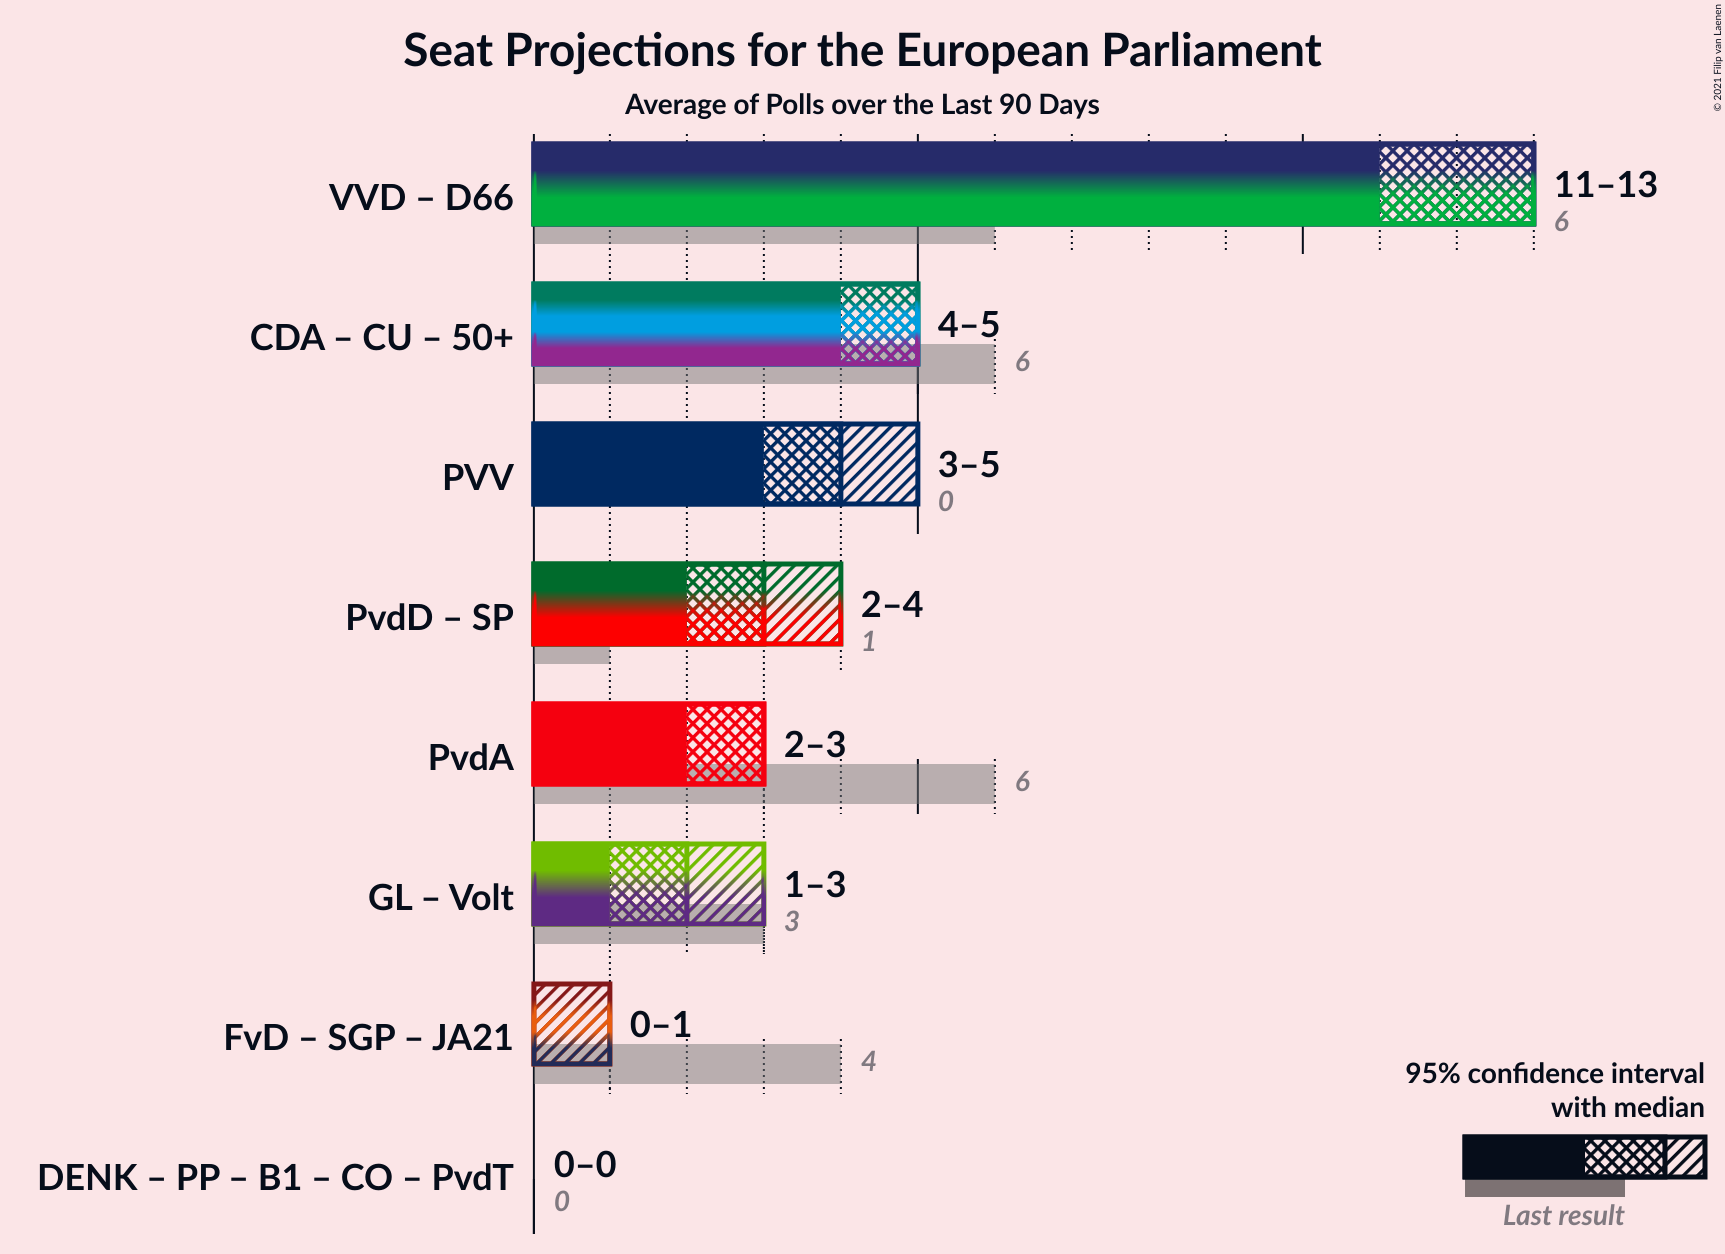 Seat Projections for the European Parliament
Average of Polls over the Last 90 Days
© 2021 Filip van Laenen
VVD – D66
11–13
6
CDA – CU – 50+
4–5
6
PVV
3–5
0
PvdD – SP
2–4
1
PvdA
2–3
6
GL – Volt
1–3
3
FvD – SGP – JA21
0–1
4
DENK – PP – B1 – CO – PvdT
0–0
0
95% confidence interval
with median
Last result